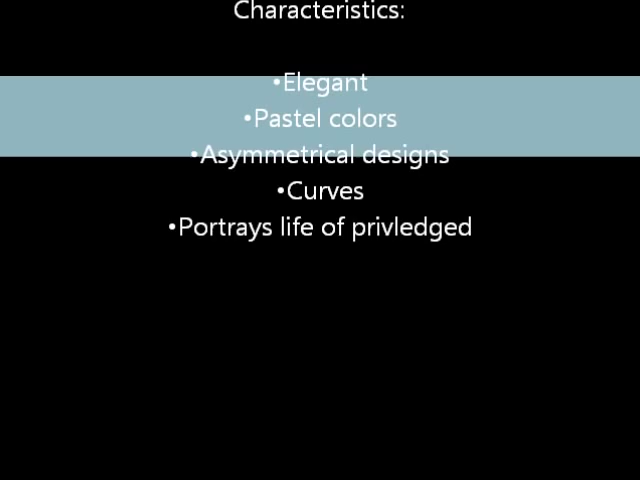 Characteristics:
•Elegant
•Pastel colors
•Asymmetrical designs
•Curves
•Portrays life of privledged